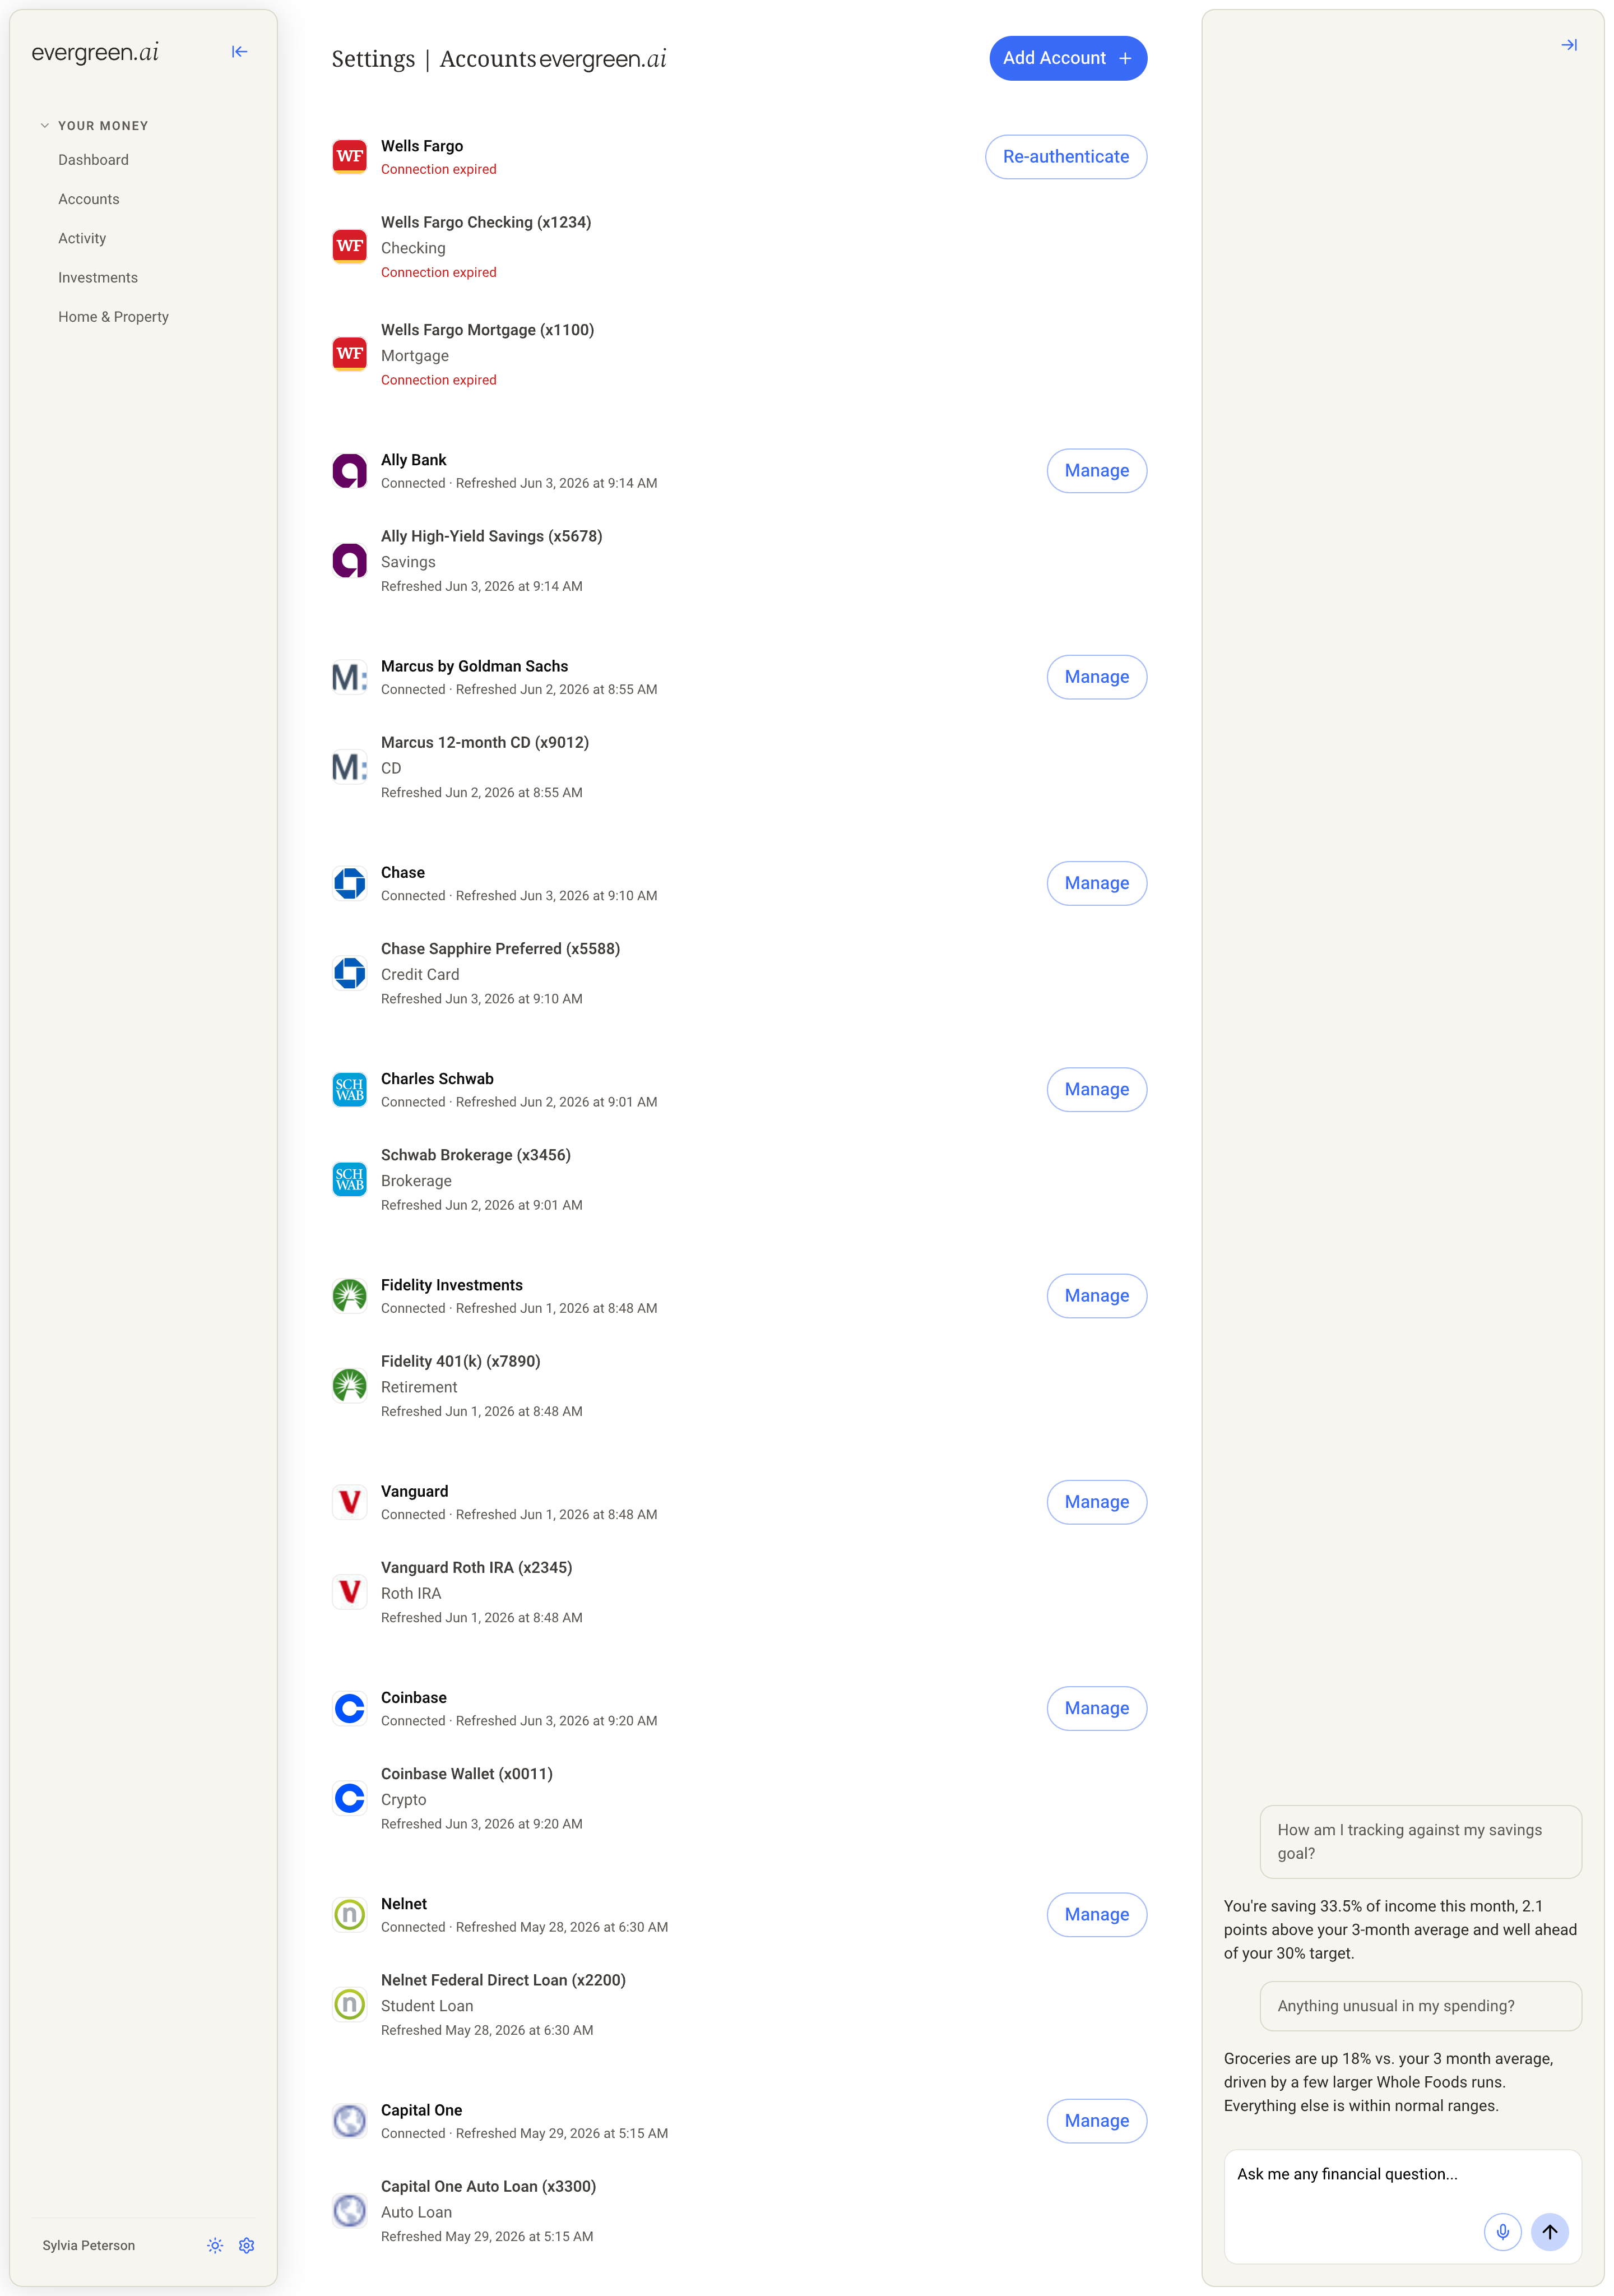 evergreen.ai
YOUR MONEY
Dashboard
Accounts
Activity
Investments
Home & Property
Sylvia Peterson
Settings | Accounts evergreen.ai
Add Account +
WF
Wells Fargo
Connection expired
Re-authenticate
WF
Wells Fargo Checking (x1234)
Checking
Connection expired
WF
Wells Fargo Mortgage (x1100)
Mortgage
Connection expired
Ally Bank
Connected · Refreshed Jun 3, 2026 at 9:14 AM
Manage
Ally High-Yield Savings (x5678)
Savings
Refreshed Jun 3, 2026 at 9:14 AM
M:
Marcus by Goldman Sachs
Connected · Refreshed Jun 2, 2026 at 8:55 AM
Manage
M:
Marcus 12-month CD (x9012)
CD
Refreshed Jun 2, 2026 at 8:55 AM
Chase
Connected · Refreshed Jun 3, 2026 at 9:10 AM
Manage
Chase Sapphire Preferred (x5588)
Credit Card
Refreshed Jun 3, 2026 at 9:10 AM
SCH
WAB
Charles Schwab
Connected · Refreshed Jun 2, 2026 at 9:01 AM
Manage
SCH
WAB
Schwab Brokerage (x3456)
Brokerage
Refreshed Jun 2, 2026 at 9:01 AM
Fidelity Investments
Connected · Refreshed Jun 1, 2026 at 8:48 AM
Manage
Fidelity 401(k) (x7890)
Retirement
Refreshed Jun 1, 2026 at 8:48 AM
V
Vanguard
Connected · Refreshed Jun 1, 2026 at 8:48 AM
Manage
V
Vanguard Roth IRA (x2345)
Roth IRA
Refreshed Jun 1, 2026 at 8:48 AM
Coinbase
Connected · Refreshed Jun 3, 2026 at 9:20 AM
Manage
Coinbase Wallet (x0011)
Crypto
Refreshed Jun 3, 2026 at 9:20 AM
n
Nelnet
Connected · Refreshed May 28, 2026 at 6:30 AM
Manage
n
Nelnet Federal Direct Loan (x2200)
Student Loan
Refreshed May 28, 2026 at 6:30 AM
Capital One
Connected · Refreshed May 29, 2026 at 5:15 AM
Manage
Capital One Auto Loan (x3300)
Auto Loan
Refreshed May 29, 2026 at 5:15 AM
How am I tracking against my savings
goal?
You're saving 33.5% of income this month, 2.1
points above your 3-month average and well ahead
of your 30% target.
Anything unusual in my spending?
Groceries are up 18% vs. your 3 month average,
driven by a few larger Whole Foods runs.
Everything else is within normal ranges.
Ask me any financial question...